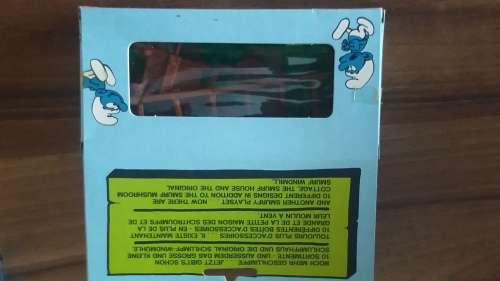 NOCH MEHR GESCHLUMPFE JETZT GIBT'S SCHON
10 SORTIMENTE - UND AUSSERDEM DAS GROSSE UND KLEINE
SCHLUMPFHAUS UND DIE ORIGINAL SCHLUMPF-WINDMÜHLE.
TOUJOURS PLUS D'ACCESSOIRES IL EXISTE MAINTENANT
10 DIFFERENTES BOITES D'ACCESSOIRES - EN PLUS DE LA
GRANDE ET DE LA PETITE MAISON DES SCHTROUMPFS ET DE
LEUR MOULIN A VENT
AND ANOTHER SMURFY PLAYSET NOW THERE ARE
10 DIFFERENT DESIGNS IN ADDITION TO SMURF MUSHROOM
COTTAGE, THE SMURF HOUSE AND THE ORIGINAL
SMURF WINDMILL.